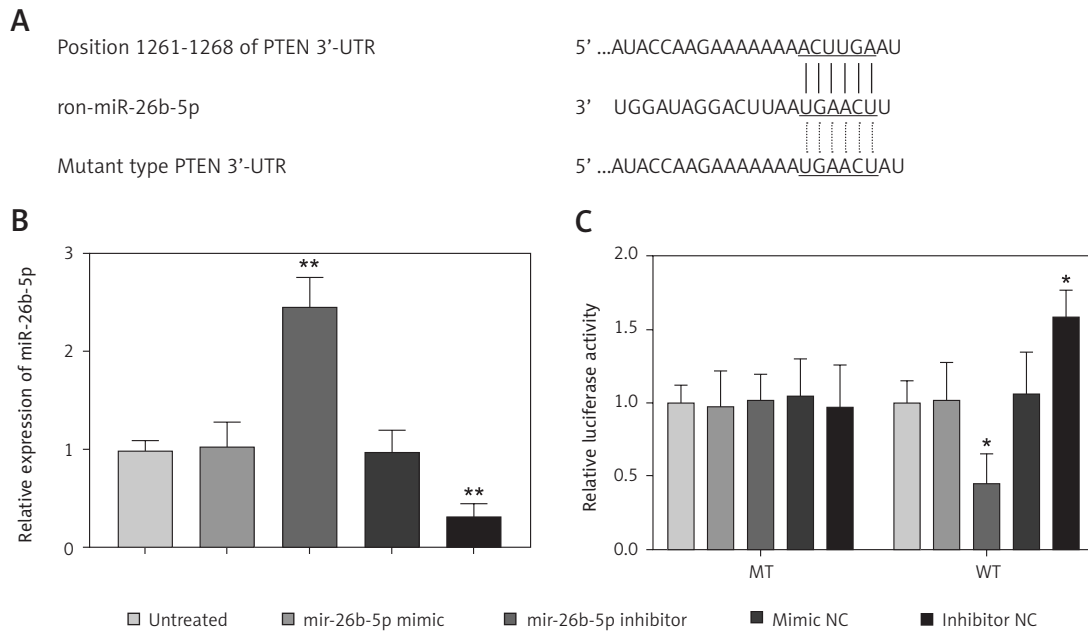 A
Position 1261-1268 of PTEN 3'-UTR 5' ...AUACCAAGAAAAAAAACUUGAAU
ron-miR-26b-5p 3' UGGAUAGGACUUAAUGAACUU
Mutant type PTEN 3'-UTR 5' ...AUACCAAGAAAAAAAUGAACUAU
B
Relative expression of miR-26b-5p
3
2
1
0
**
**
C
Relative luciferase activity
2.0
1.5
1.0
0.5
0.0
*
*
MT WT
Untreated mir-26b-5p mimic mir-26b-5p inhibitor Mimic NC Inhibitor NC